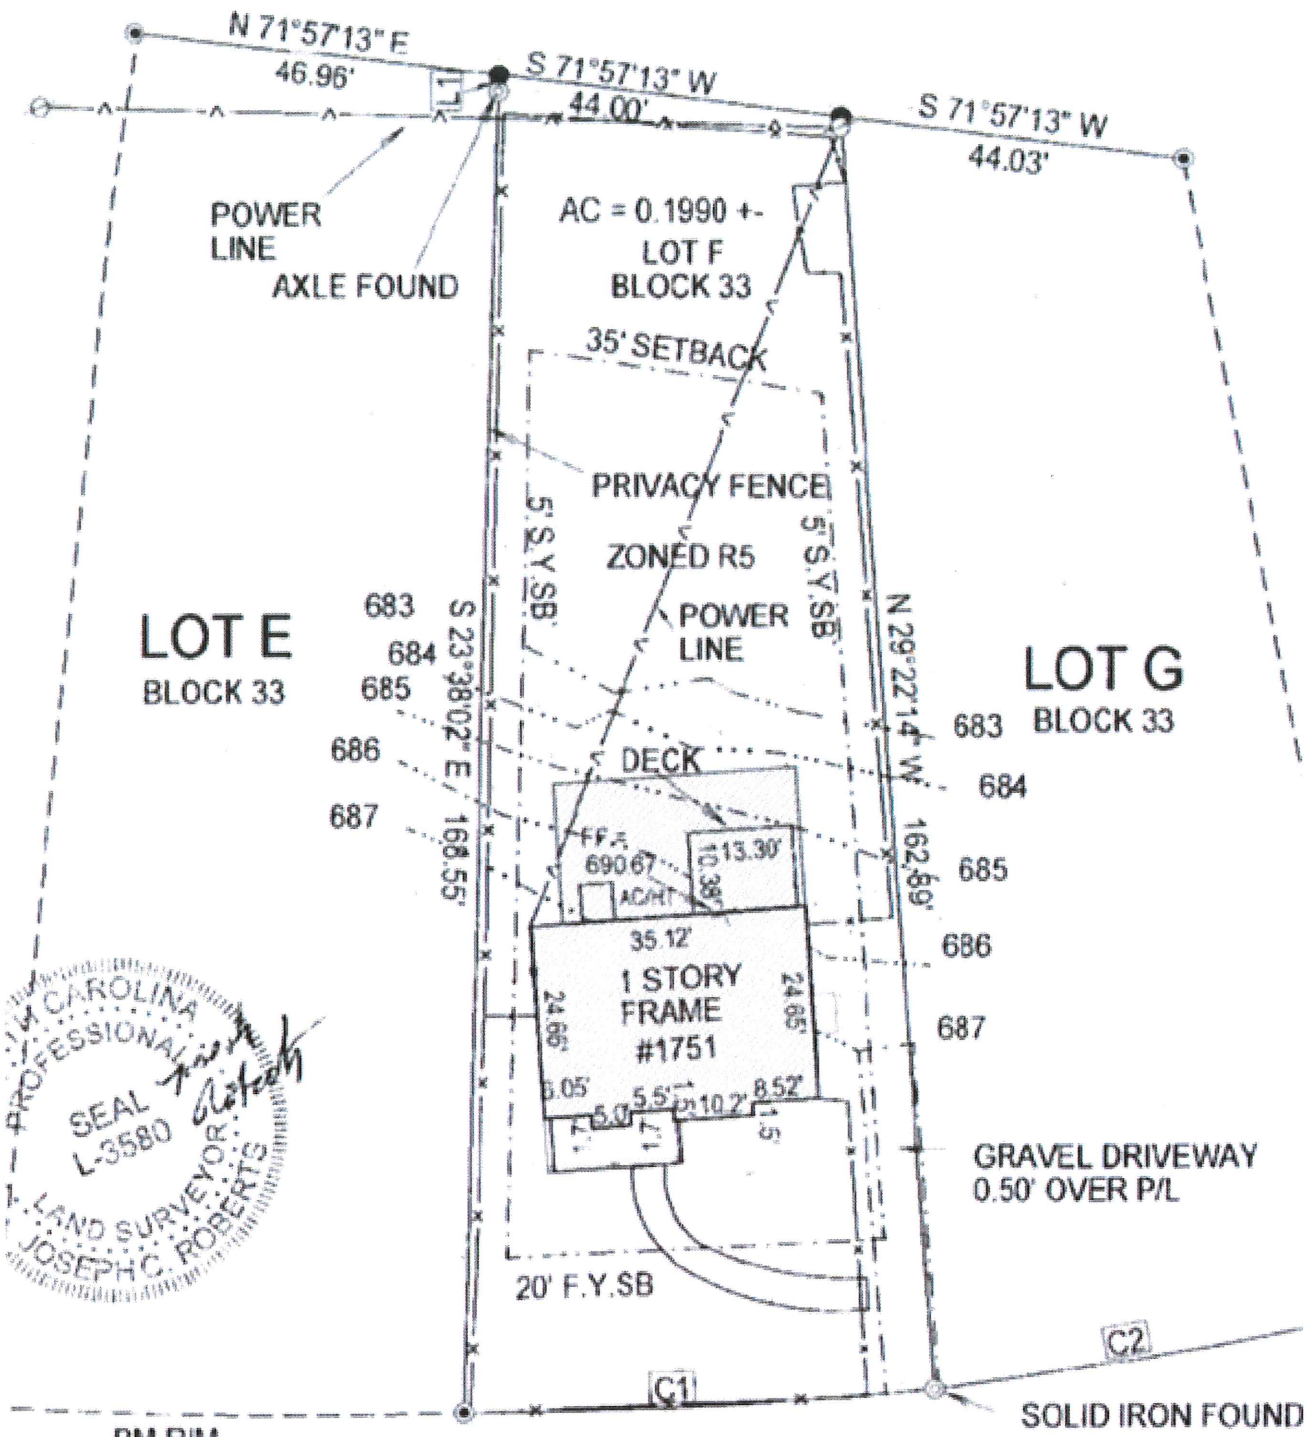 N 71°57'13" E
46.96'
L1
S 71°57'13" W
44.00'
S 71°57'13" W
44.03'
POWER
LINE
AXLE FOUND
AC = 0.1990 +-
LOT F
BLOCK 33
35' SETBACK
PRIVACY FENCE
5' S.Y.SB
5' S.Y.SB
ZONED R5
POWER
LINE
LOT E
BLOCK 33
683
684
685
686
687
S 23°38'02" E 168.55'
N 29°22'14" W 162.89'
LOT G
BLOCK 33
683
684
685
686
687
DECK
13.30'
10.38'
690.67
AC/HT
35.12'
1 STORY
FRAME
#1751
24.66'
24.65'
6.05'
5.0'
5.5'
1.5'
10.2'
8.52'
1.5'
CAROLINA
PROFESSIONAL
SEAL
L-3580
LAND SURVEYOR
JOSEPH C. ROBERTS
GRAVEL DRIVEWAY
0.50' OVER P/L
20' F.Y.SB
C1
C2
SOLID IRON FOUND